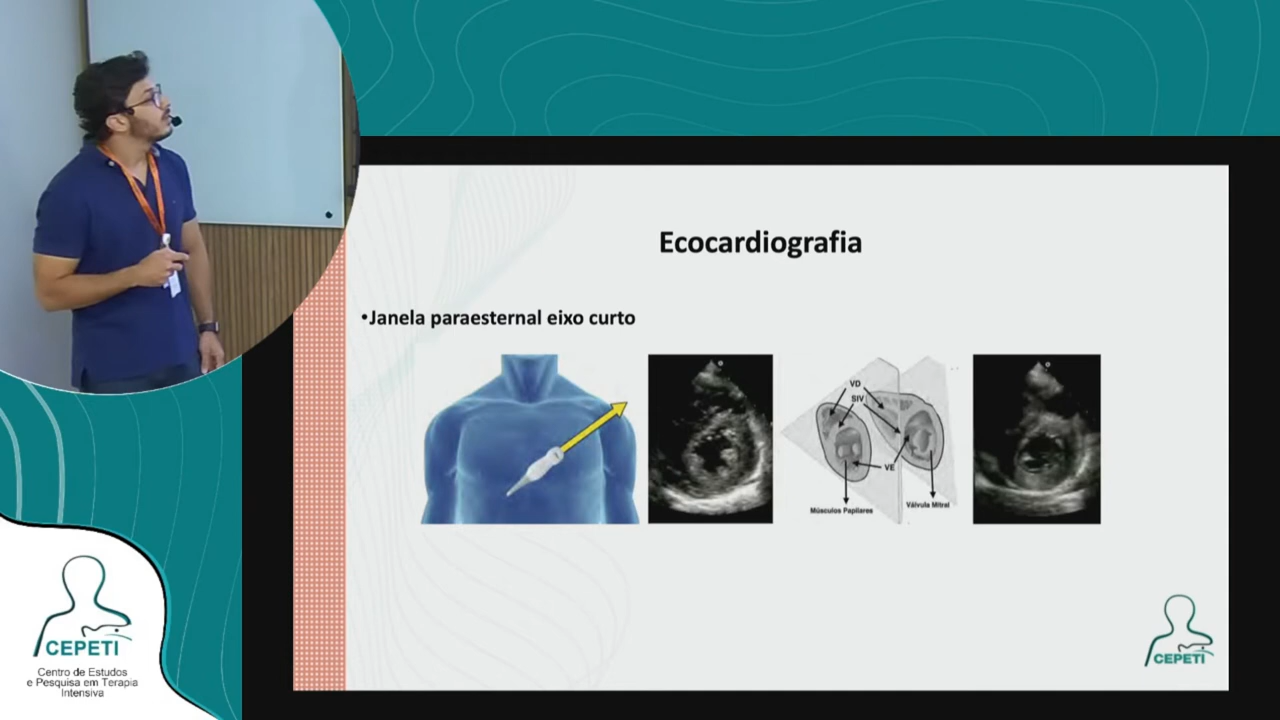 Ecocardiografia
•Janela paraesternal eixo curto
VD
SIV
VE
Músculos Papilares
Válvula Mitral
CEPETI
Centro de Estudos
e Pesquisa em Terapia
Intensiva
CEPETI